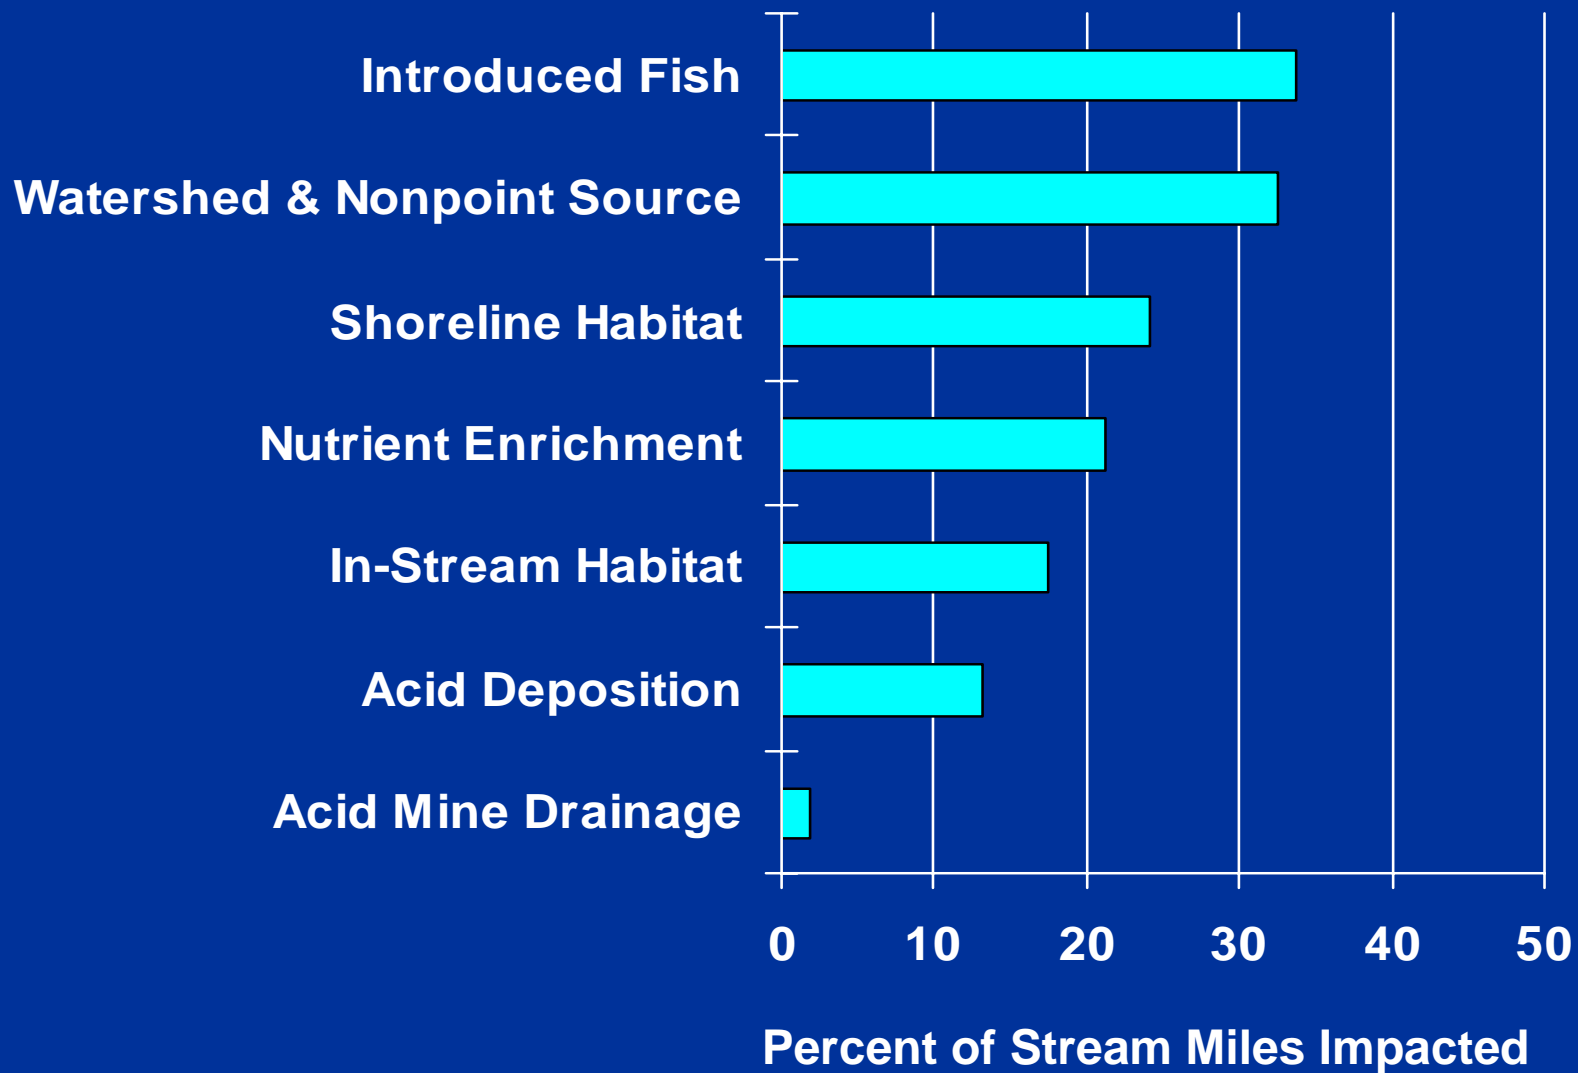 Introduced Fish
Watershed & Nonpoint Source
Shoreline Habitat
Nutrient Enrichment
In-Stream Habitat
Acid Deposition
Acid Mine Drainage
0 10 20 30 40 50
Percent of Stream Miles Impacted